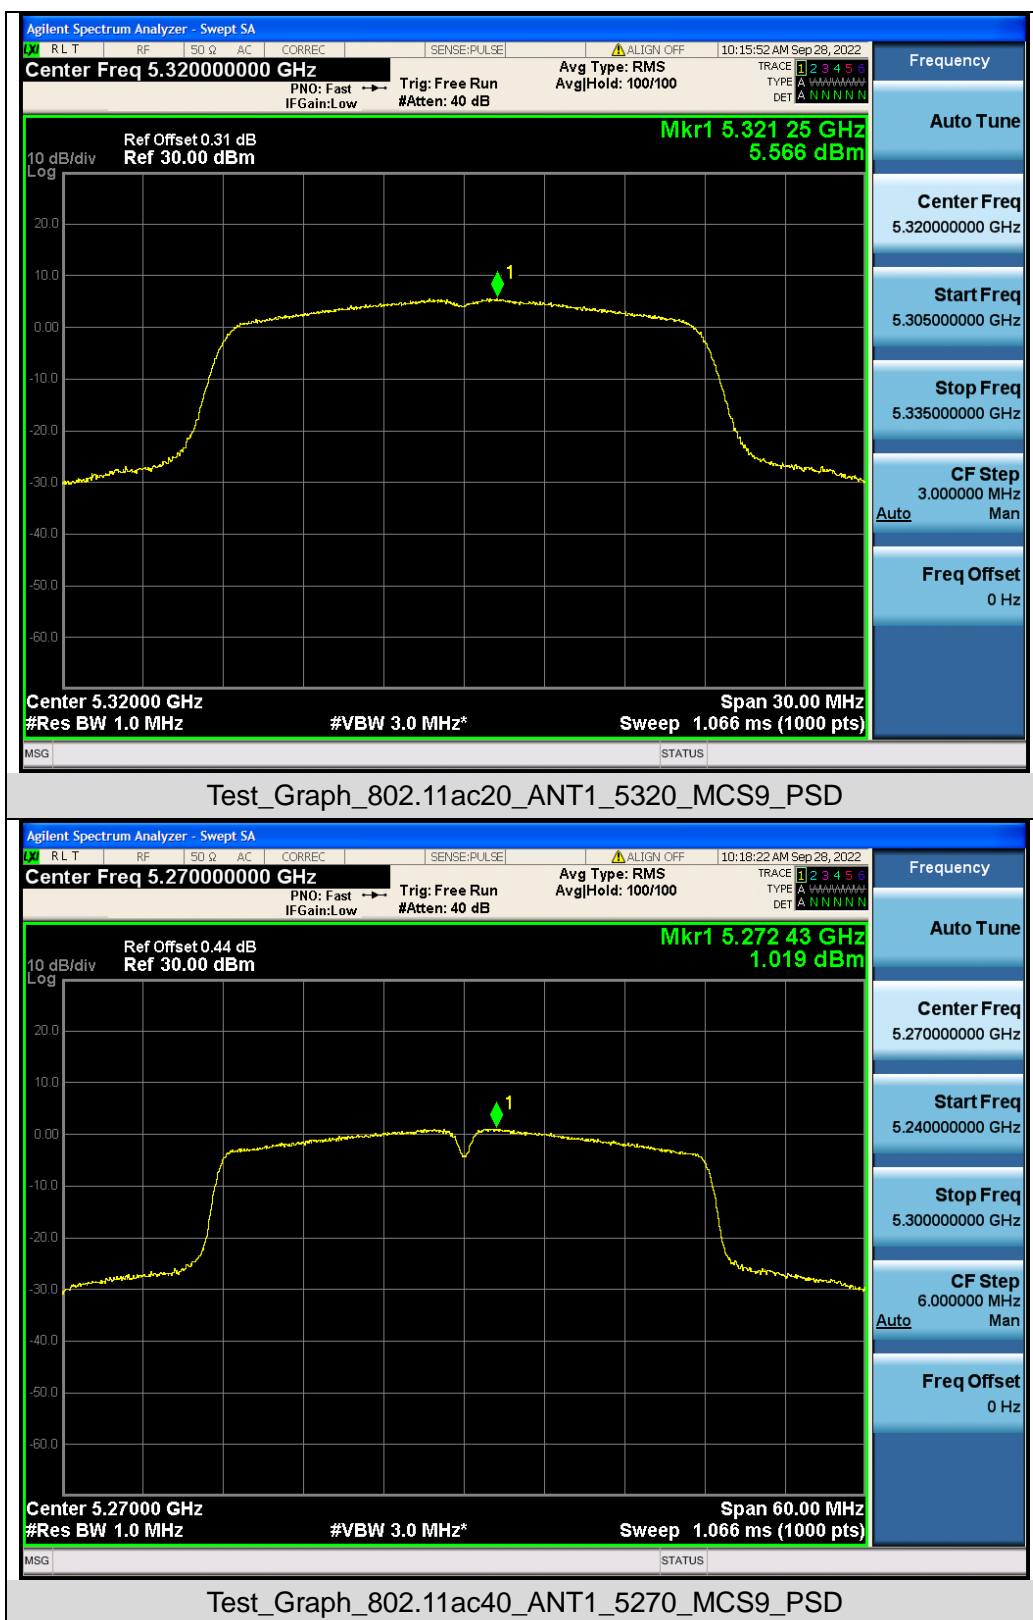 Agilent Spectrum Analyzer - Swept SA
LXI RLT RF 50 Ω AC CORREC SENSE:PULSE ALIGN OFF 10:15:52 AM Sep 28, 2022
Center Freq 5.320000000 GHz
PNO: Fast
IFGain:Low
Trig: Free Run
#Atten: 40 dB
Avg Type: RMS
Avg|Hold: 100/100
TRACE 1 2 3 4 5 6
TYPE A WWWWW
DET A N N N N N
Frequency
Auto Tune
Center Freq
5.320000000 GHz
Start Freq
5.305000000 GHz
Stop Freq
5.335000000 GHz
CF Step
3.000000 MHz
Auto Man
Freq Offset
0 Hz
Ref Offset 0.31 dB
10 dB/div Ref 30.00 dBm
Log
Mkr1 5.321 25 GHz
5.566 dBm
20.0
10.0
0.00
-10.0
-20.0
-30.0
-40.0
-50.0
-60.0
1
Center 5.32000 GHz Span 30.00 MHz
#Res BW 1.0 MHz #VBW 3.0 MHz* Sweep 1.066 ms (1000 pts)
MSG STATUS
Test_Graph_802.11ac20_ANT1_5320_MCS9_PSD
Agilent Spectrum Analyzer - Swept SA
LXI RLT RF 50 Ω AC CORREC SENSE:PULSE ALIGN OFF 10:18:22 AM Sep 28, 2022
Center Freq 5.270000000 GHz
PNO: Fast
IFGain:Low
Trig: Free Run
#Atten: 40 dB
Avg Type: RMS
Avg|Hold: 100/100
TRACE 1 2 3 4 5 6
TYPE A WWWWW
DET A N N N N N
Frequency
Auto Tune
Center Freq
5.270000000 GHz
Start Freq
5.240000000 GHz
Stop Freq
5.300000000 GHz
CF Step
6.000000 MHz
Auto Man
Freq Offset
0 Hz
Ref Offset 0.44 dB
10 dB/div Ref 30.00 dBm
Log
Mkr1 5.272 43 GHz
1.019 dBm
20.0
10.0
0.00
-10.0
-20.0
-30.0
-40.0
-50.0
-60.0
1
Center 5.27000 GHz Span 60.00 MHz
#Res BW 1.0 MHz #VBW 3.0 MHz* Sweep 1.066 ms (1000 pts)
MSG STATUS
Test_Graph_802.11ac40_ANT1_5270_MCS9_PSD